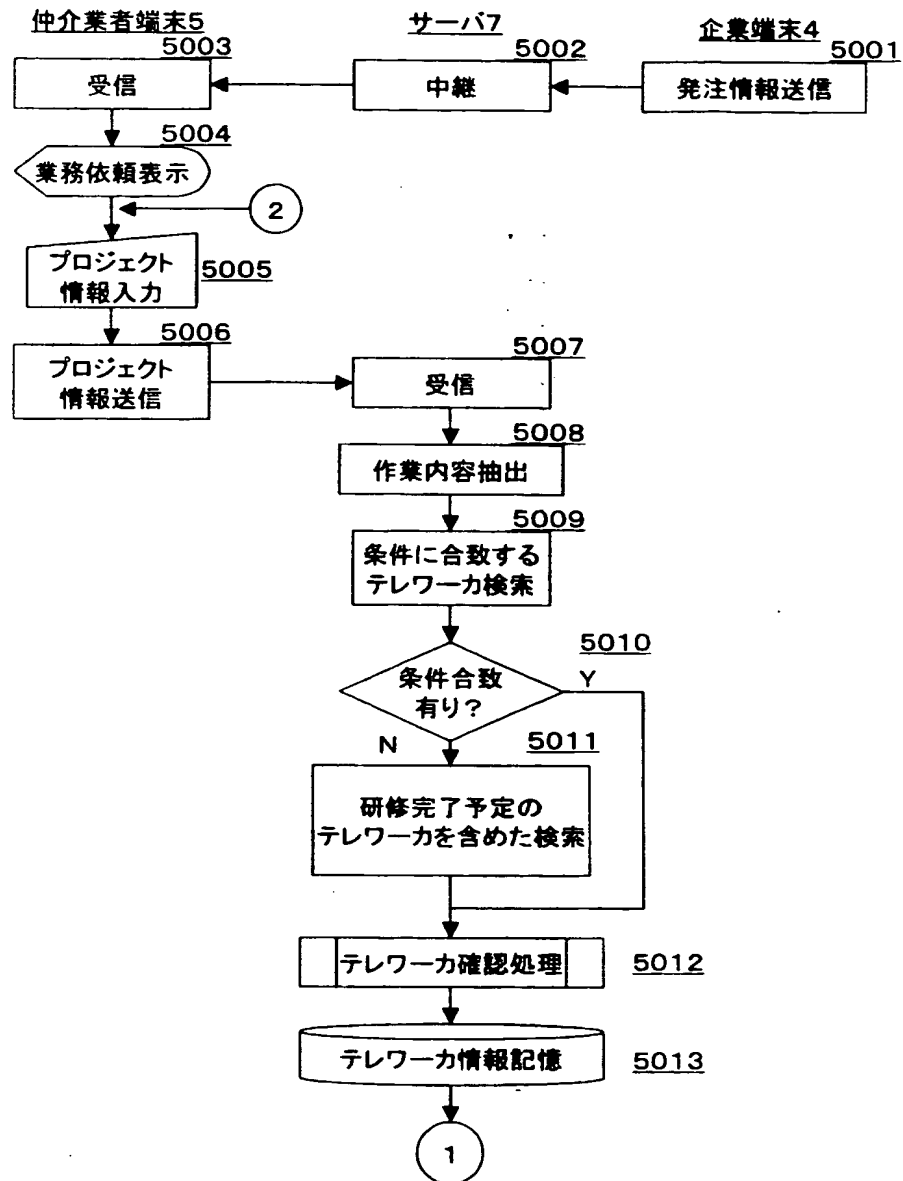 仲介業者端末5
サーバ7
企業端末4
5003
5002
5001
受信
中継
発注情報送信
5004
業務依頼表示
2
プロジェクト
情報入力
5005
5006
プロジェクト
情報送信
5007
受信
5008
作業内容抽出
5009
条件に合致する
テレワーカ検索
5010
条件合致
有り?
Y
N
5011
研修完了予定の
テレワーカを含めた検索
テレワーカ確認処理
5012
テレワーカ情報記憶
5013
1